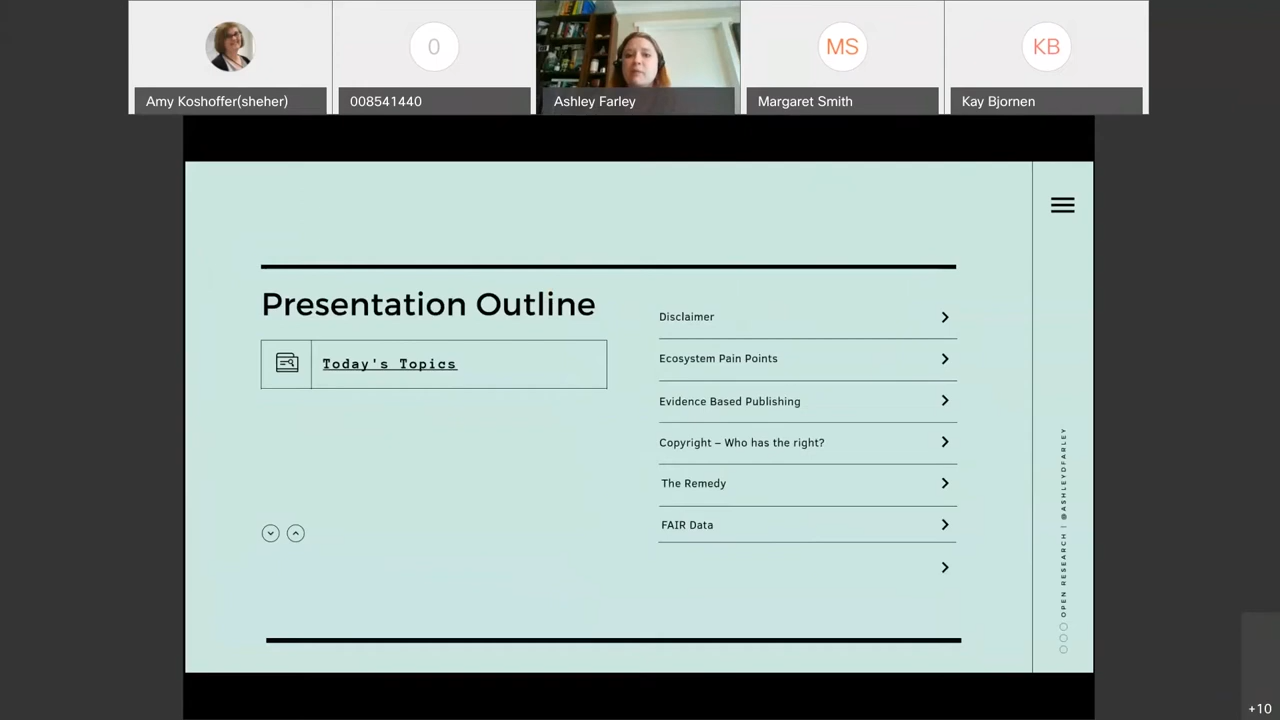 0
MS
KB
Amy Koshoffer(sheher)
008541440
Ashley Farley
Margaret Smith
Kay Bjornen
Presentation Outline
Today's Topics
Disclaimer
Ecosystem Pain Points
Evidence Based Publishing
Copyright – Who has the right?
The Remedy
FAIR Data
OPEN RESEARCH | @ASHLEYDFARLEY
+10